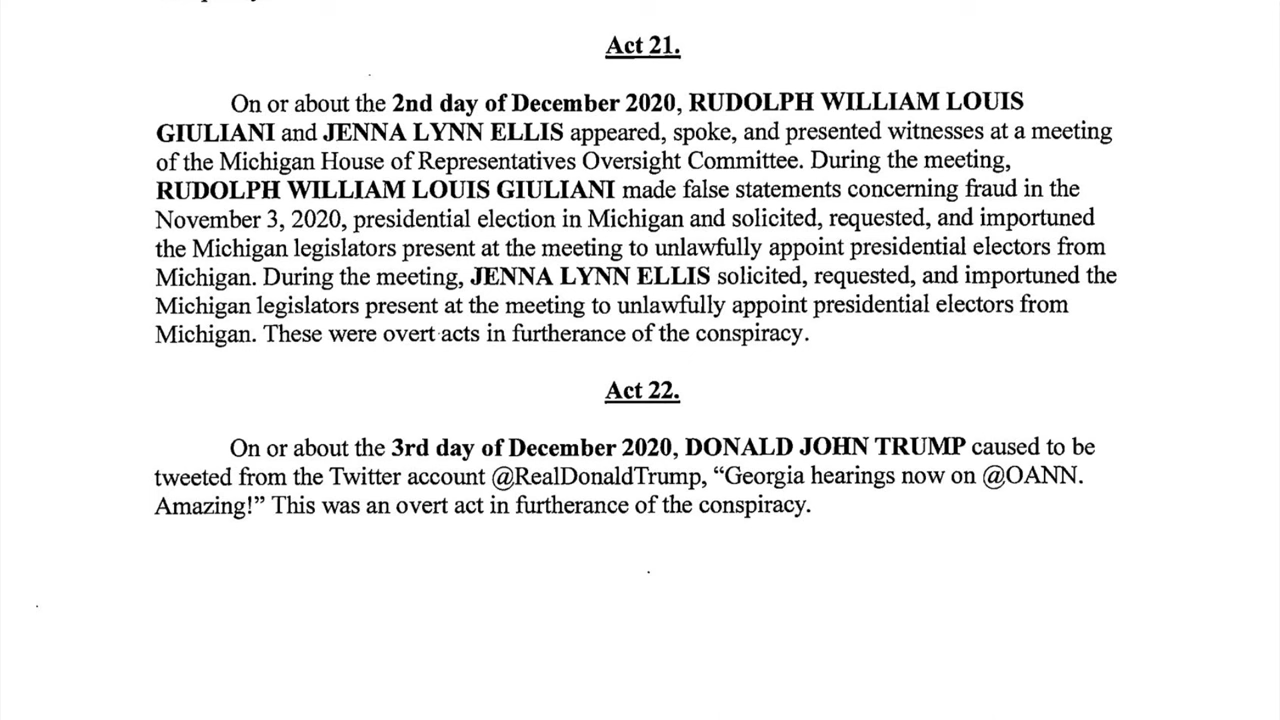 Act 21.
On or about the 2nd day of December 2020, RUDOLPH WILLIAM LOUIS
GIULIANI and JENNA LYNN ELLIS appeared, spoke, and presented witnesses at a meeting
of the Michigan House of Representatives Oversight Committee. During the meeting,
RUDOLPH WILLIAM LOUIS GIULIANI made false statements concerning fraud in the
November 3, 2020, presidential election in Michigan and solicited, requested, and importuned
the Michigan legislators present at the meeting to unlawfully appoint presidential electors from
Michigan. During the meeting, JENNA LYNN ELLIS solicited, requested, and importuned the
Michigan legislators present at the meeting to unlawfully appoint presidential electors from
Michigan. These were overt acts in furtherance of the conspiracy.
Act 22.
On or about the 3rd day of December 2020, DONALD JOHN TRUMP caused to be
tweeted from the Twitter account @RealDonaldTrump, “Georgia hearings now on @OANN.
Amazing!” This was an overt act in furtherance of the conspiracy.